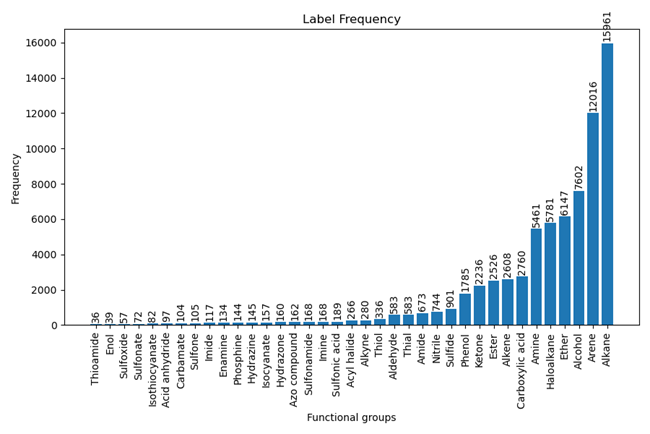 Label Frequency
Frequency
16000
14000
12000
10000
8000
6000
4000
2000
0
36
39
57
72
82
97
104
105
117
134
144
145
157
160
162
168
168
189
266
280
336
583
583
673
744
901
1785
2236
2526
2608
2760
5461
5781
6147
7602
12016
15961
Thioamide
Enol
Sulfoxide
Sulfonate
Isothiocyanate
Acid anhydride
Carbamate
Sulfone
Imide
Enamine
Phosphine
Hydrazine
Isocyanate
Hydrazone
Azo compound
Sulfonamide
Imine
Sulfonic acid
Acyl halide
Alkyne
Thiol
Aldehyde
Thial
Amide
Nitrile
Sulfide
Phenol
Ketone
Ester
Alkene
Carboxylic acid
Amine
Haloalkane
Ether
Alcohol
Arene
Alkane
Functional groups